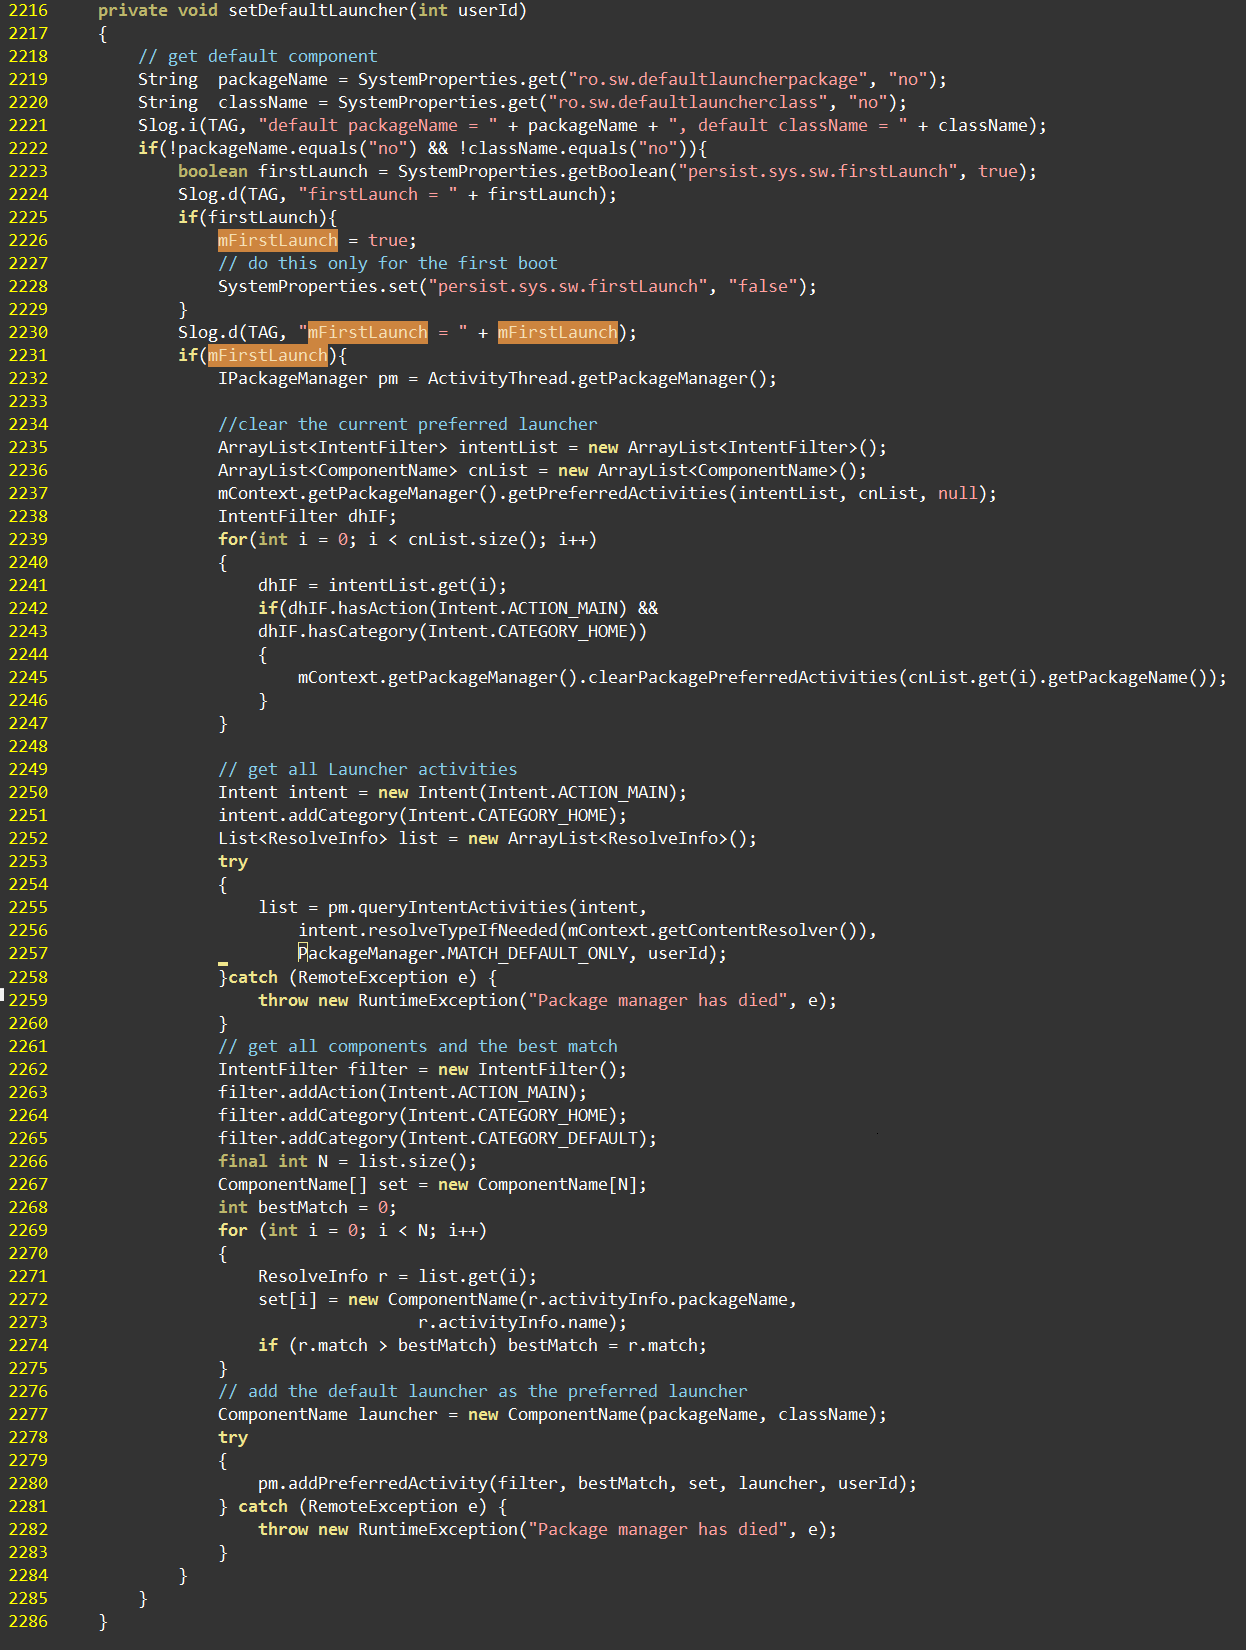 2216     private void setDefaultLauncher(int userId)
2217     {
2218         // get default component
2219         String  packageName = SystemProperties.get("ro.sw.defaultlauncherpackage", "no");
2220         String  className = SystemProperties.get("ro.sw.defaultlauncherclass", "no");
2221         Slog.i(TAG, "default packageName = " + packageName + ", default className = " + className);
2222         if(!packageName.equals("no") && !className.equals("no")){
2223             boolean firstLaunch = SystemProperties.getBoolean("persist.sys.sw.firstLaunch", true);
2224             Slog.d(TAG, "firstLaunch = " + firstLaunch);
2225             if(firstLaunch){
2226                 mFirstLaunch = true;
2227                 // do this only for the first boot
2228                 SystemProperties.set("persist.sys.sw.firstLaunch", "false");
2229             }
2230             Slog.d(TAG, "mFirstLaunch = " + mFirstLaunch);
2231             if(mFirstLaunch){
2232                 IPackageManager pm = ActivityThread.getPackageManager();
2233
2234                 //clear the current preferred launcher
2235                 ArrayList<IntentFilter> intentList = new ArrayList<IntentFilter>();
2236                 ArrayList<ComponentName> cnList = new ArrayList<ComponentName>();
2237                 mContext.getPackageManager().getPreferredActivities(intentList, cnList, null);
2238                 IntentFilter dhIF;
2239                 for(int i = 0; i < cnList.size(); i++)
2240                 {
2241                     dhIF = intentList.get(i);
2242                     if(dhIF.hasAction(Intent.ACTION_MAIN) &&
2243                     dhIF.hasCategory(Intent.CATEGORY_HOME))
2244                     {
2245                         mContext.getPackageManager().clearPackagePreferredActivities(cnList.get(i).getPackageName());
2246                     }
2247                 }
2248
2249                 // get all Launcher activities
2250                 Intent intent = new Intent(Intent.ACTION_MAIN);
2251                 intent.addCategory(Intent.CATEGORY_HOME);
2252                 List<ResolveInfo> list = new ArrayList<ResolveInfo>();
2253                 try
2254                 {
2255                     list = pm.queryIntentActivities(intent,
2256                         intent.resolveTypeIfNeeded(mContext.getContentResolver()),
2257                         PackageManager.MATCH_DEFAULT_ONLY, userId);
2258                 }catch (RemoteException e) {
2259                     throw new RuntimeException("Package manager has died", e);
2260                 }
2261                 // get all components and the best match
2262                 IntentFilter filter = new IntentFilter();
2263                 filter.addAction(Intent.ACTION_MAIN);
2264                 filter.addCategory(Intent.CATEGORY_HOME);
2265                 filter.addCategory(Intent.CATEGORY_DEFAULT);
2266                 final int N = list.size();
2267                 ComponentName[] set = new ComponentName[N];
2268                 int bestMatch = 0;
2269                 for (int i = 0; i < N; i++)
2270                 {
2271                     ResolveInfo r = list.get(i);
2272                     set[i] = new ComponentName(r.activityInfo.packageName,
2273                                     r.activityInfo.name);
2274                     if (r.match > bestMatch) bestMatch = r.match;
2275                 }
2276                 // add the default launcher as the preferred launcher
2277                 ComponentName launcher = new ComponentName(packageName, className);
2278                 try
2279                 {
2280                     pm.addPreferredActivity(filter, bestMatch, set, launcher, userId);
2281                 } catch (RemoteException e) {
2282                     throw new RuntimeException("Package manager has died", e);
2283                 }
2284             }
2285         }
2286     }